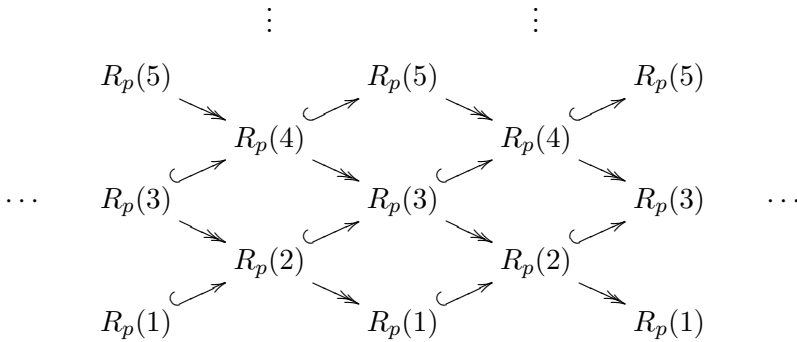 ⋮ ⋮
R_p(5) R_p(5) R_p(5)
R_p(4) R_p(4)
⋯ R_p(3) R_p(3) R_p(3) ⋯
R_p(2) R_p(2)
R_p(1) R_p(1) R_p(1)